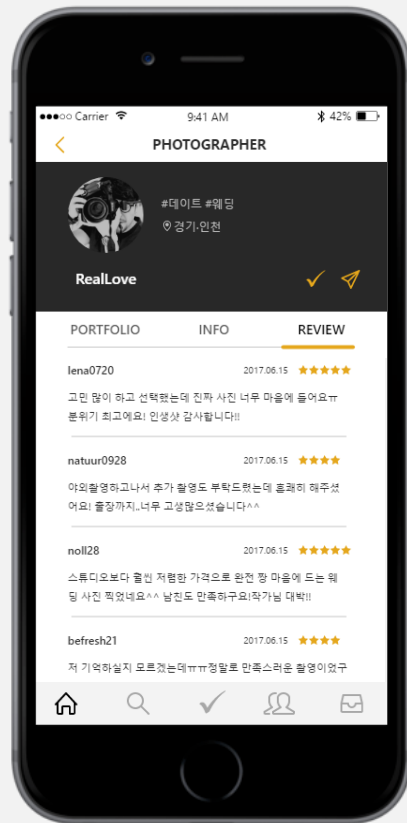 Carrier 9:41 AM 42%
PHOTOGRAPHER
#데이트 #웨딩
경기·인천
RealLove
PORTFOLIO INFO REVIEW
lena0720 2017.06.15
고민 많이 하고 선택했는데 진짜 사진 너무 마음에 들어요ㅠ
분위기 최고에요! 인생샷 감사합니다!!
natuur0928 2017.06.15
야외촬영하고나서 추가 촬영도 부탁드렸는데 흔쾌히 해주셨
어요! 출장까지..너무 고생많으셨습니다^^
noll28 2017.06.15
스튜디오보다 훨씬 저렴한 가격으로 완전 짱 마음에 드는 웨
딩 사진 찍었네요^^ 남친도 만족하구요!작가님 대박!!
befresh21 2017.06.15
저 기억하실지 모르겠는데ㅠㅠ정말로 만족스러운 촬영이었구